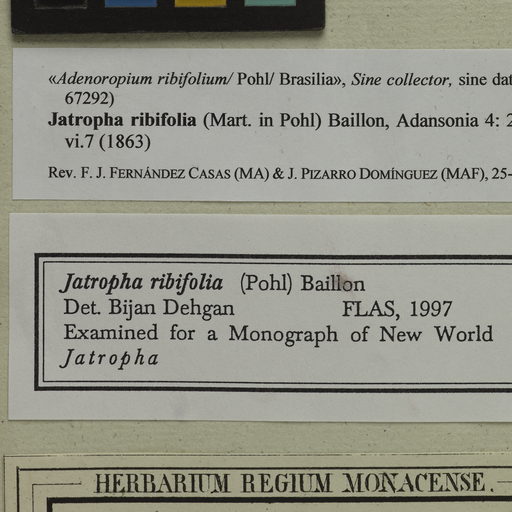 «Adenoropium ribifolium/ Pohl/ Brasilia», Sine collector, sine dat
67292)
Jatropha ribifolia (Mart. in Pohl) Baillon, Adansonia 4: 2
vi.7 (1863)
Rev. F. J. FERNÁNDEZ CASAS (MA) & J. PIZARRO DOMÍNGUEZ (MAF), 25-
Jatropha ribifolia (Pohl) Baillon
Det. Bijan Dehgan FLAS, 1997
Examined for a Monograph of New World
Jatropha
HERBARIUM REGIUM MONACENSE.